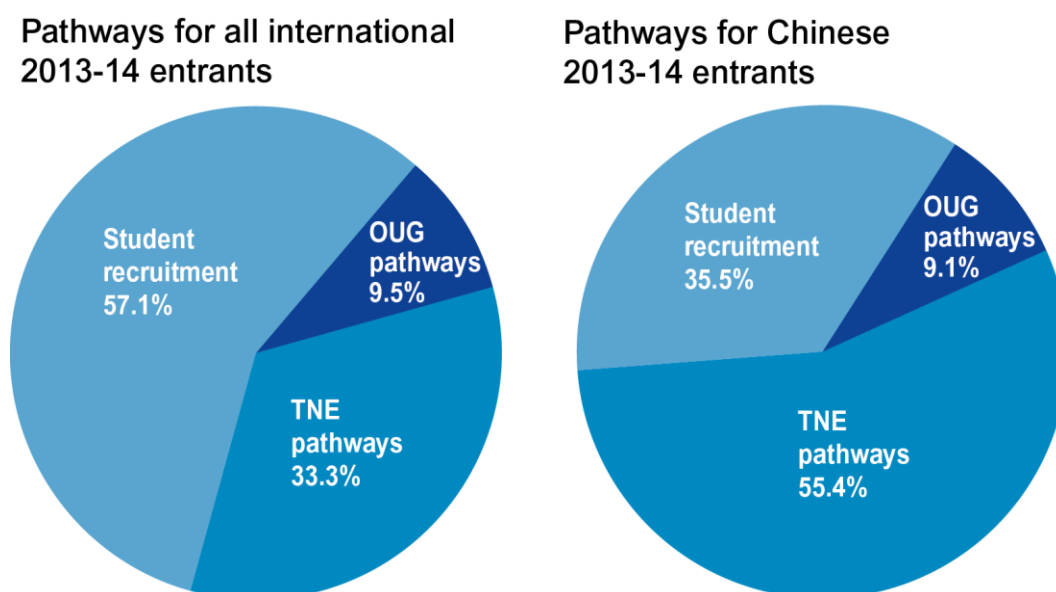 Pathways for all international
2013-14 entrants
Student
recruitment
57.1%
OUG
pathways
9.5%
TNE
pathways
33.3%
Pathways for Chinese
2013-14 entrants
Student
recruitment
35.5%
OUG
pathways
9.1%
TNE
pathways
55.4%